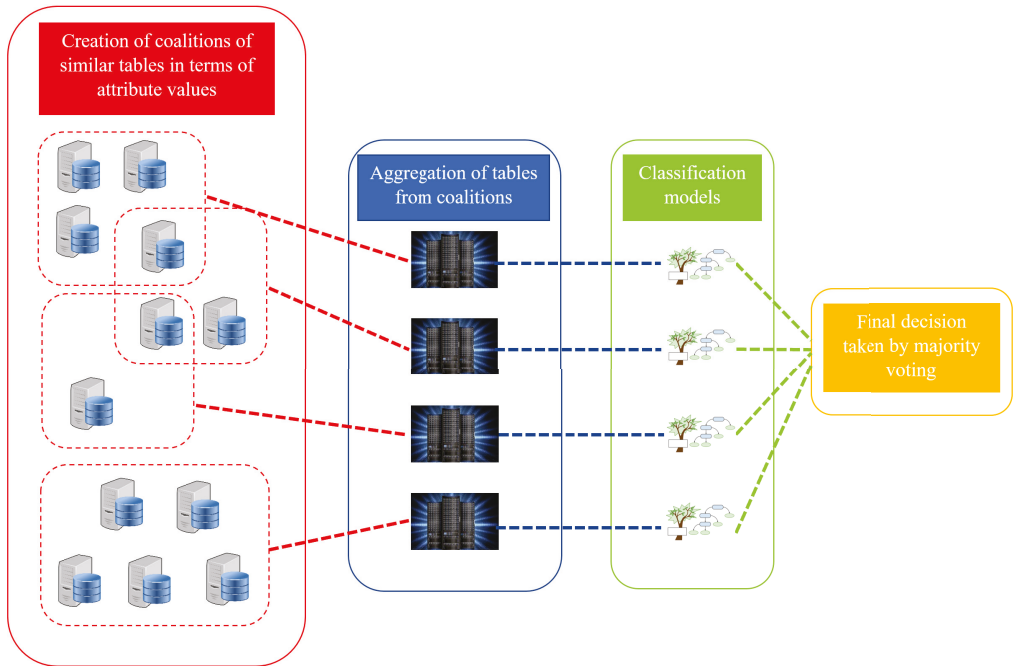 Creation of coalitions of
similar tables in terms of
attribute values
Aggregation of tables
from coalitions
Classification
models
Final decision
taken by majority
voting